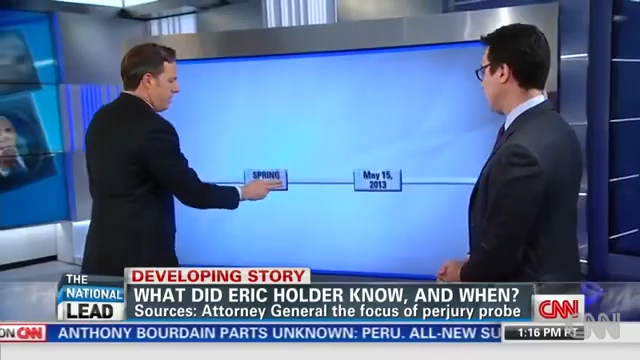 SPRING
May 15,
2013
DEVELOPING STORY
THE
NATIONAL
LEAD
WHAT DID ERIC HOLDER KNOW, AND WHEN?
Sources: Attorney General the focus of perjury probe
CNN
CNN
ANTHONY BOURDAIN PARTS UNKNOWN: PERU. ALL-NEW SU
1:16 PM PT
CNN